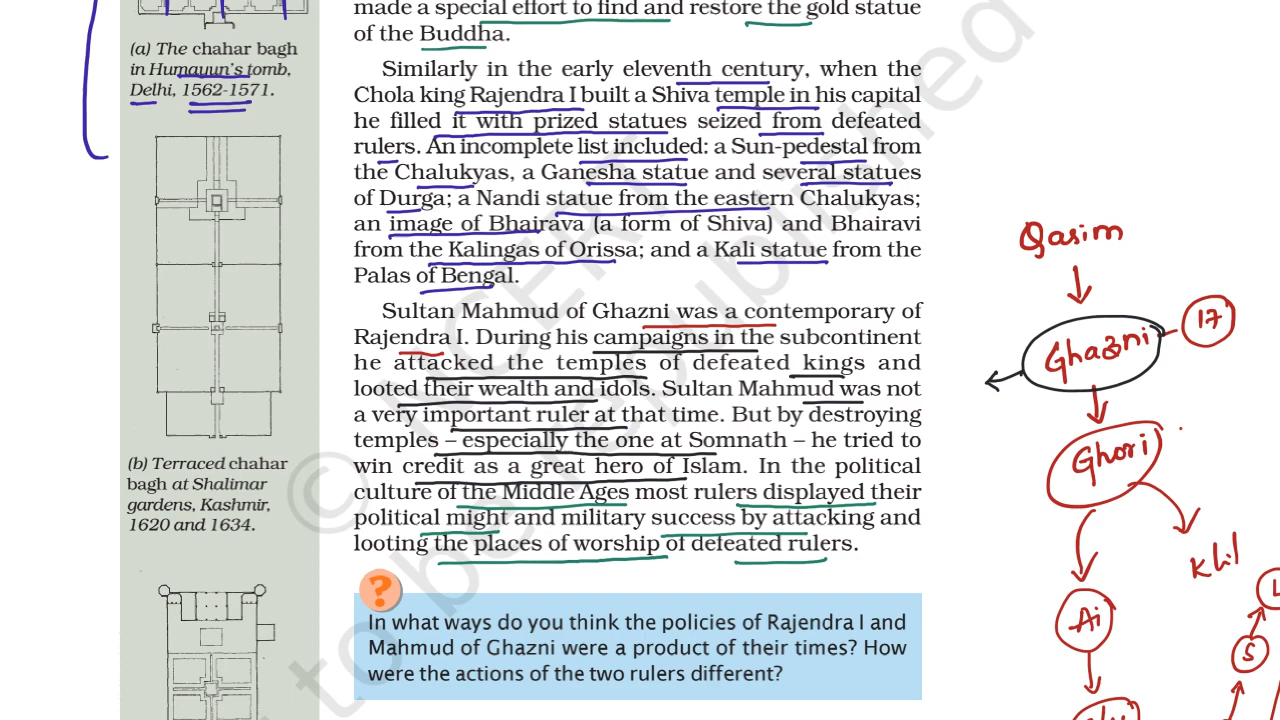 (a) The chahar bagh
in Humayun's tomb,
Delhi, 1562-1571.
(b) Terraced chahar
bagh at Shalimar
gardens, Kashmir,
1620 and 1634.
made a special effort to find and restore the gold statue
of the Buddha.
Similarly in the early eleventh century, when the
Chola king Rajendra I built a Shiva temple in his capital
he filled it with prized statues seized from defeated
rulers. An incomplete list included: a Sun-pedestal from
the Chalukyas, a Ganesha statue and several statues
of Durga; a Nandi statue from the eastern Chalukyas;
an image of Bhairava (a form of Shiva) and Bhairavi
from the Kalingas of Orissa; and a Kali statue from the
Palas of Bengal.
Sultan Mahmud of Ghazni was a contemporary of
Rajendra I. During his campaigns in the subcontinent
he attacked the temples of defeated kings and
looted their wealth and idols. Sultan Mahmud was not
a very important ruler at that time. But by destroying
temples – especially the one at Somnath – he tried to
win credit as a great hero of Islam. In the political
culture of the Middle Ages most rulers displayed their
political might and military success by attacking and
looting the places of worship of defeated rulers.
?
In what ways do you think the policies of Rajendra I and
Mahmud of Ghazni were a product of their times? How
were the actions of the two rulers different?
© NCERT
to be republished
Qasim
Ghazni
17
Ghori
Khil
Ai
S
L